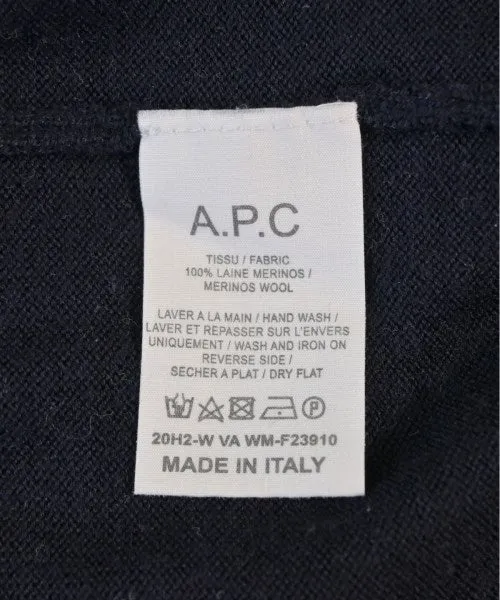 A.P.C
TISSU / FABRIC
100% LAINE MERINOS /
MERINOS WOOL
LAVER A LA MAIN / HAND WASH /
LAVER ET REPASSER SUR L'ENVERS
UNIQUEMENT / WASH AND IRON ON
REVERSE SIDE /
SECHER A PLAT / DRY FLAT
P
20H2-W VA WM-F23910
MADE IN ITALY